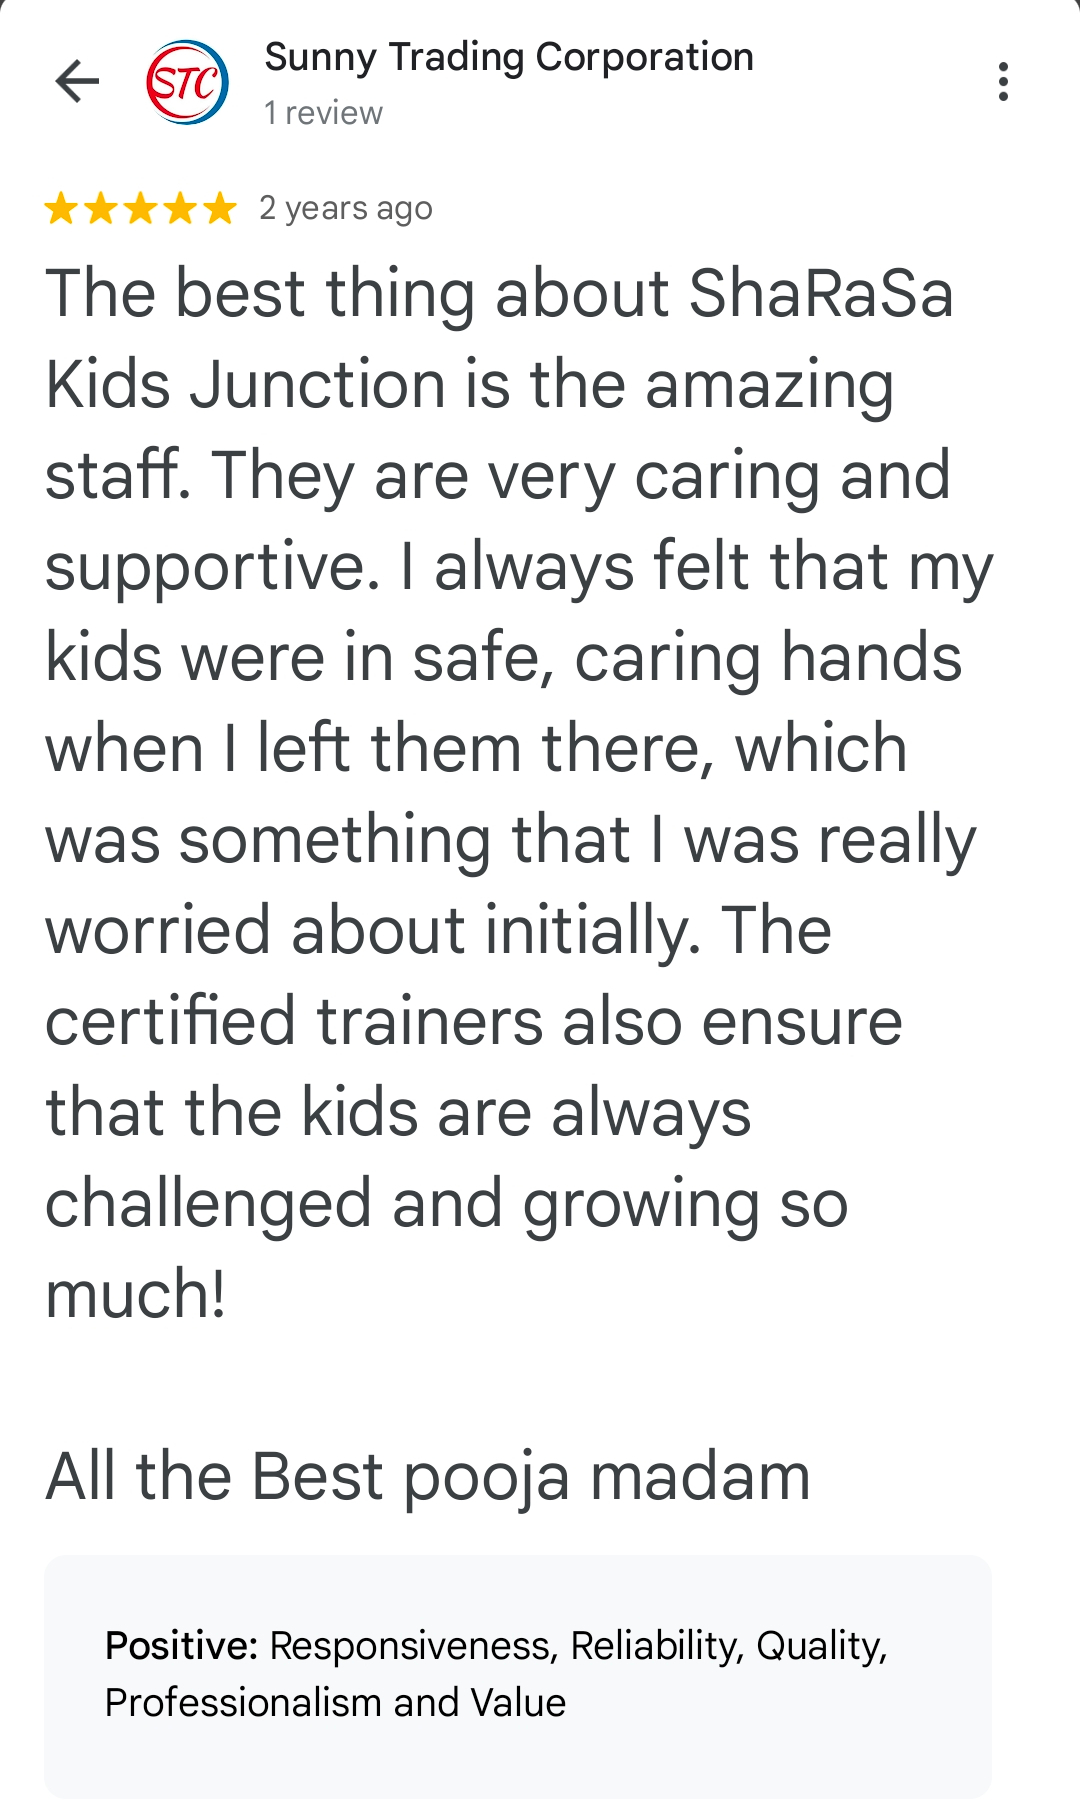 STC
Sunny Trading Corporation
1 review
2 years ago
The best thing about ShaRaSa
Kids Junction is the amazing
staff. They are very caring and
supportive. I always felt that my
kids were in safe, caring hands
when I left them there, which
was something that I was really
worried about initially. The
certified trainers also ensure
that the kids are always
challenged and growing so
much!
All the Best pooja madam
Positive: Responsiveness, Reliability, Quality,
Professionalism and Value